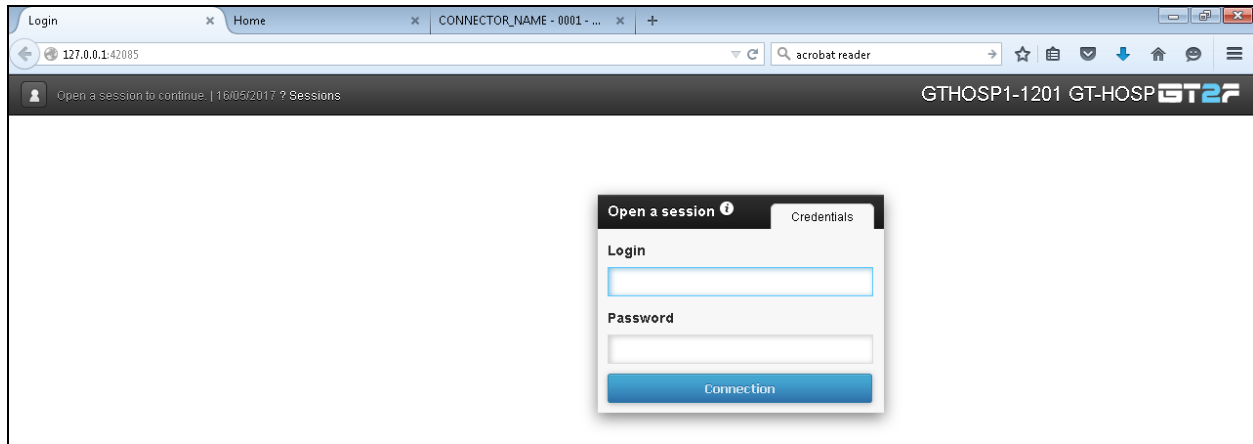 Login Home CONNECTOR_NAME - 0001 - ...
127.0.0.1:42085 acrobat reader
Open a session to continue. | 16/05/2017 ? Sessions GTHOSP1-1201 GT-HOSP GT2F
Open a session Credentials
Login
Password
Connection